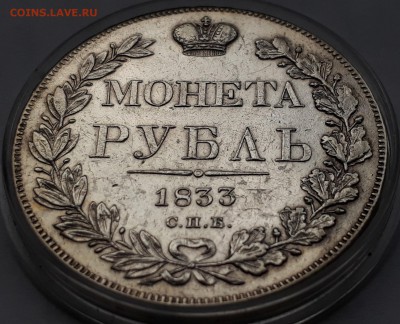 COINS.LAVE.RU
МОНЕТА
РУБЛЬ
1833
С.П.Б.